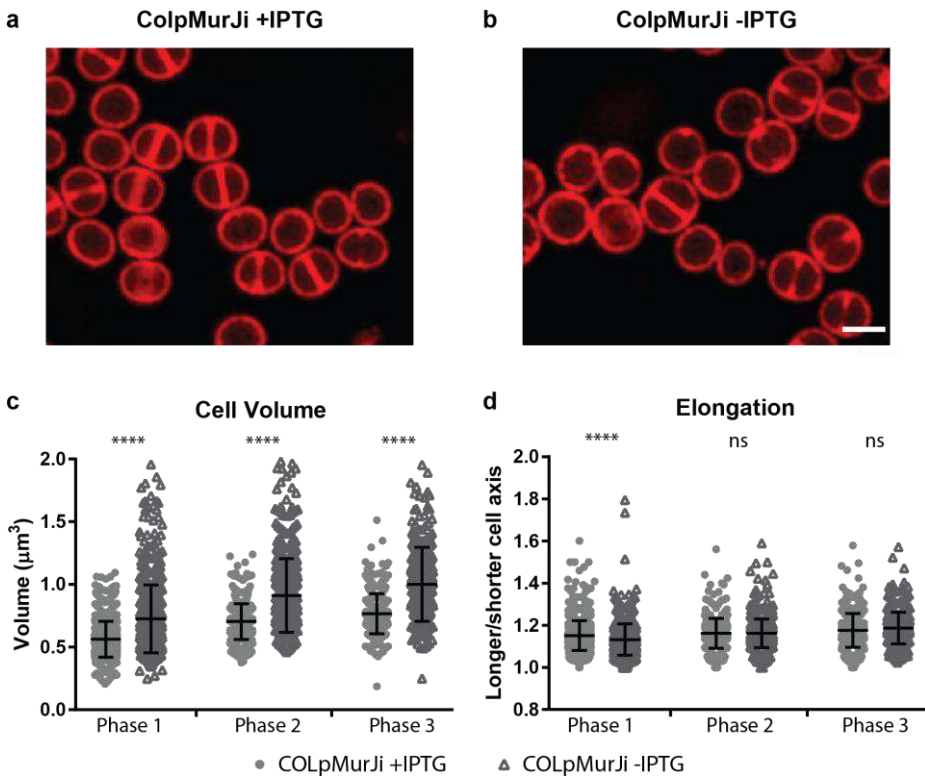 a ColpMurJi +IPTG
b ColpMurJi -IPTG
c Cell Volume
**** **** ****
Volume (μm³)
2.0
1.5
1.0
0.5
0.0
Phase 1 Phase 2 Phase 3
d Elongation
**** ns ns
Longer/shorter cell axis
2.0
1.8
1.6
1.4
1.2
1.0
0.8
Phase 1 Phase 2 Phase 3
COLpMurJi +IPTG COLpMurJi -IPTG